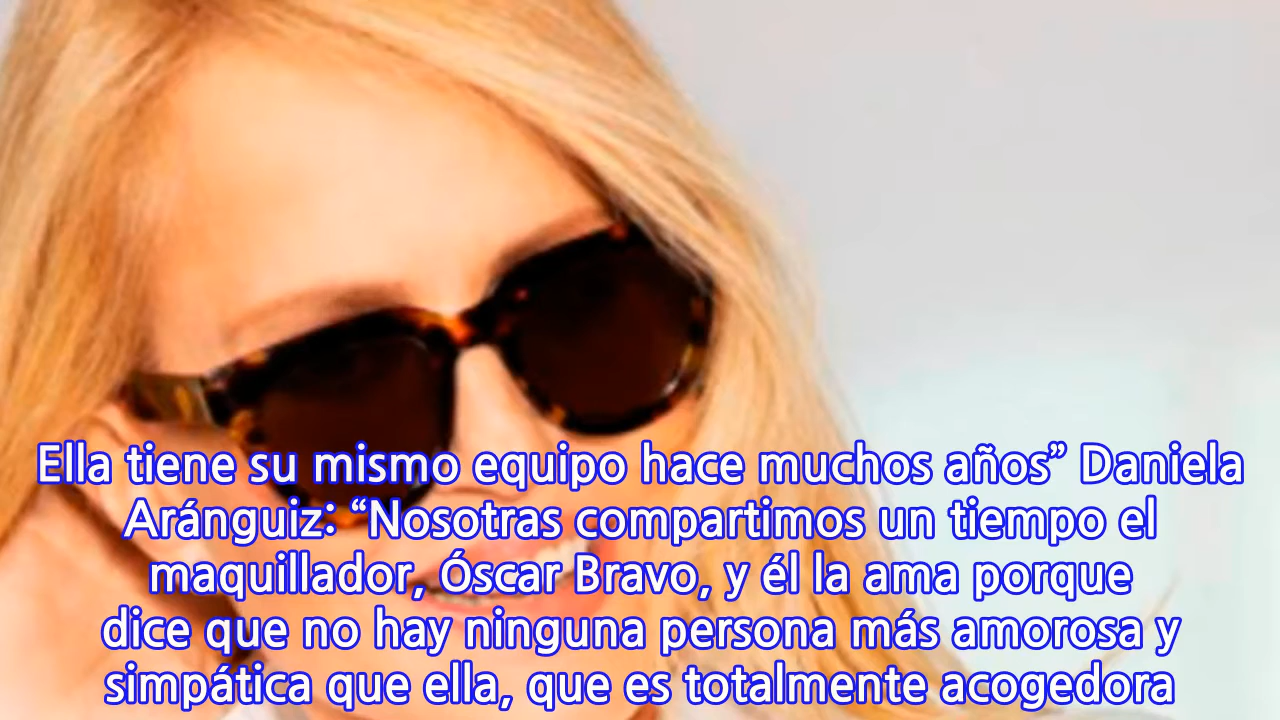 Ella tiene su mismo equipo hace muchos años” Daniela
Aránguiz: “Nosotras compartimos un tiempo el
maquillador, Óscar Bravo, y él la ama porque
dice que no hay ninguna persona más amorosa y
simpática que ella, que es totalmente acogedora